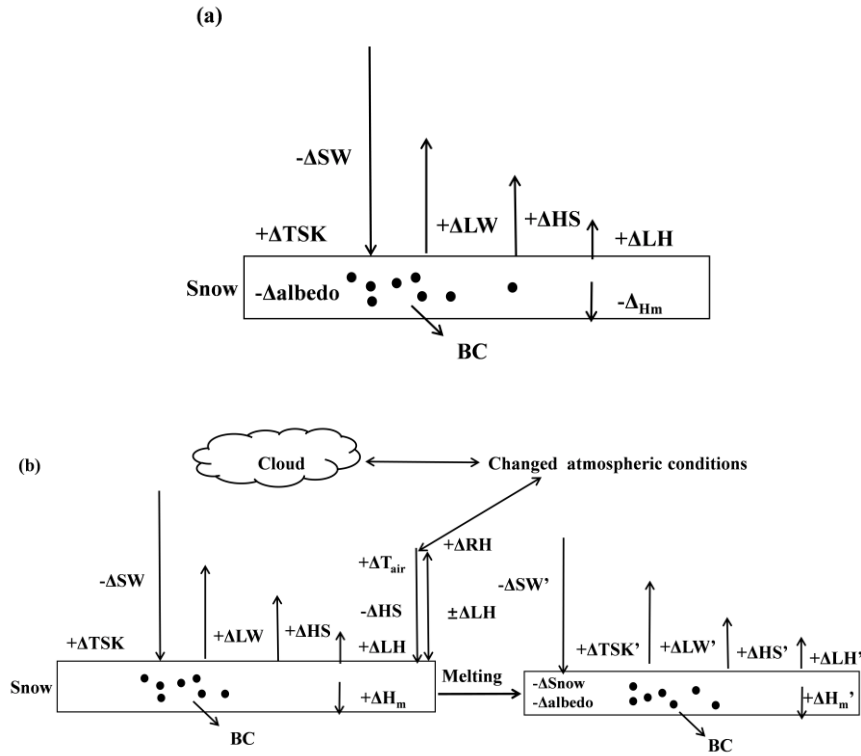 (a)
-ΔSW
+ΔTSK
+ΔLW
+ΔHS
+ΔLH
Snow
-Δalbedo
-ΔHm
BC
(b)
Cloud
Changed atmospheric conditions
-ΔSW
+ΔTSK
+ΔLW
+ΔHS
+ΔLH
+ΔTair
-ΔHS
+ΔRH
±ΔLH
-ΔSW’
+ΔTSK’
+ΔLW’
+ΔHS’
+ΔLH’
Snow
+ΔHm
BC
Melting
-ΔSnow
-Δalbedo
+ΔHm’
BC